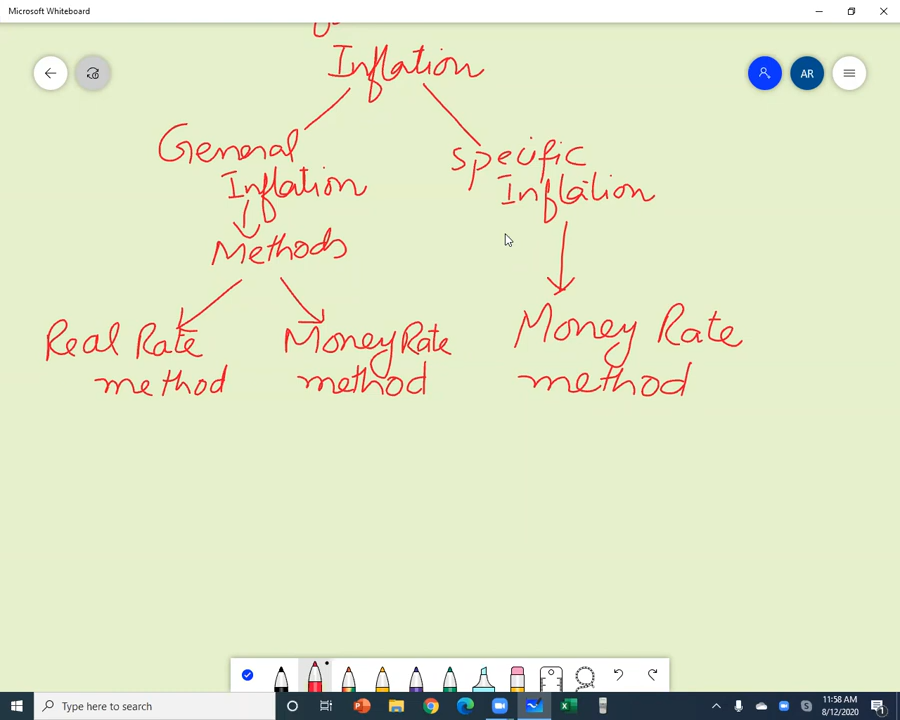 Microsoft Whiteboard
AR
Inflation
General
Inflation
Specific
Inflation
Methods
Real Rate
method
Money Rate
method
Money Rate
method
Type here to search
11:58 AM
8/12/2020
1